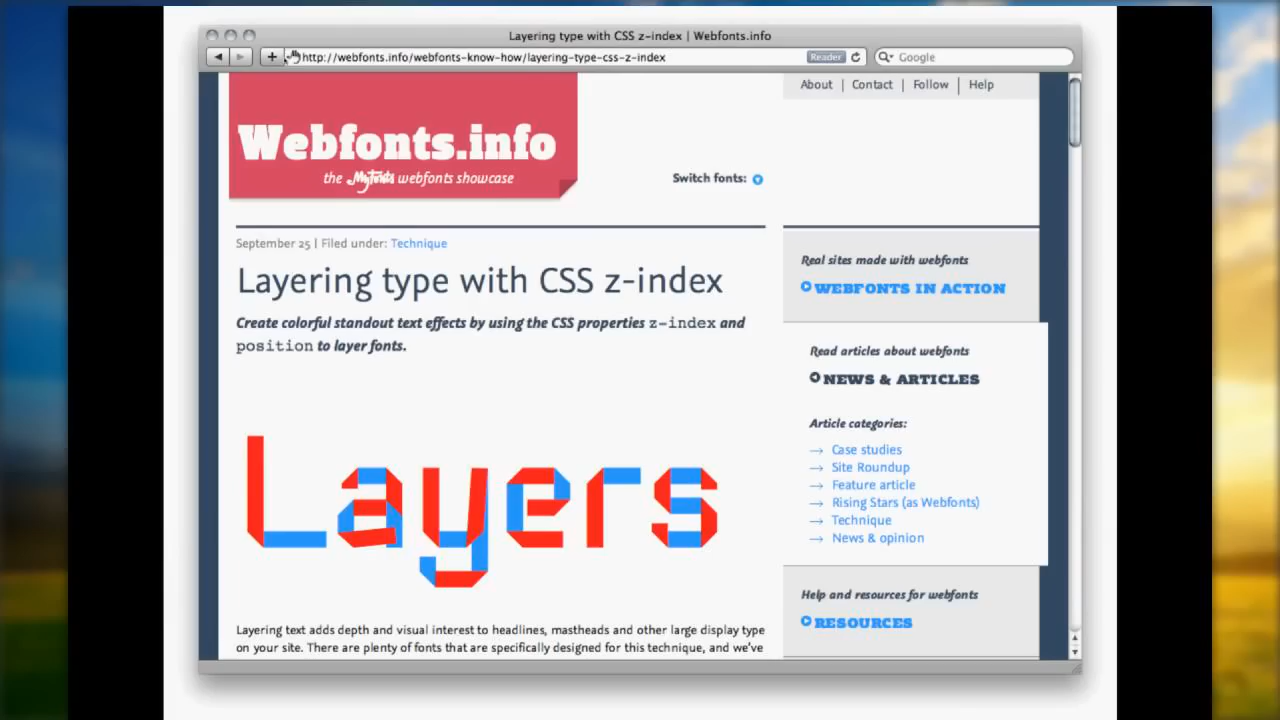 Layering type with CSS z-index | Webfonts.info
http://webfonts.info/webfonts-know-how/layering-type-css-z-index
Reader
Google
About | Contact | Follow | Help
Webfonts.info
the MyFonts webfonts showcase
Switch fonts:
September 25 | Filed under: Technique
Layering type with CSS z-index
Create colorful standout text effects by using the CSS properties z-index and
position to layer fonts.
Layers
Layering text adds depth and visual interest to headlines, mastheads and other large display type
on your site. There are plenty of fonts that are specifically designed for this technique, and we've
Real sites made with webfonts
WEBFONTS IN ACTION
Read articles about webfonts
NEWS & ARTICLES
Article categories:
→ Case studies
→ Site Roundup
→ Feature article
→ Rising Stars (as Webfonts)
→ Technique
→ News & opinion
Help and resources for webfonts
RESOURCES